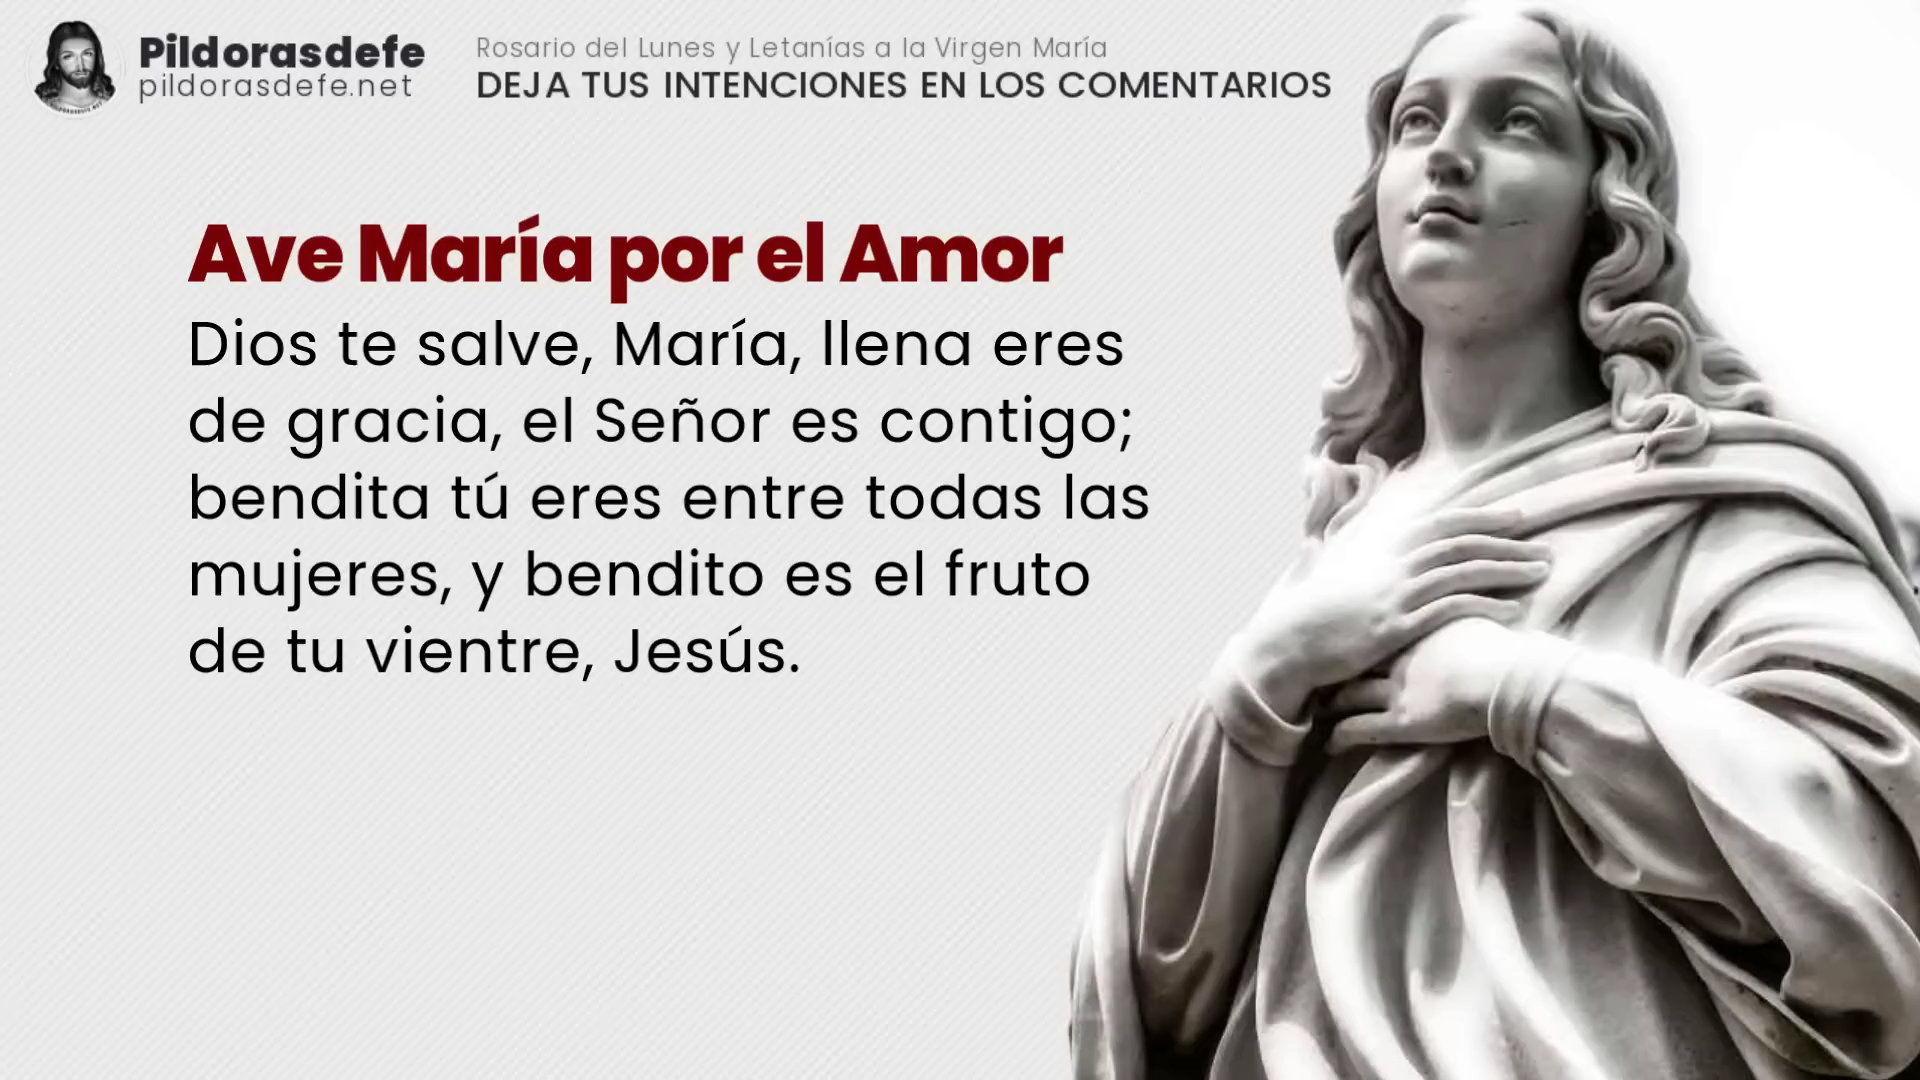 Pildorasdefe
pildorasdefe.net
Rosario del Lunes y Letanías a la Virgen María
DEJA TUS INTENCIONES EN LOS COMENTARIOS
Ave María por el Amor
Dios te salve, María, llena eres
de gracia, el Señor es contigo;
bendita tú eres entre todas las
mujeres, y bendito es el fruto
de tu vientre, Jesús.